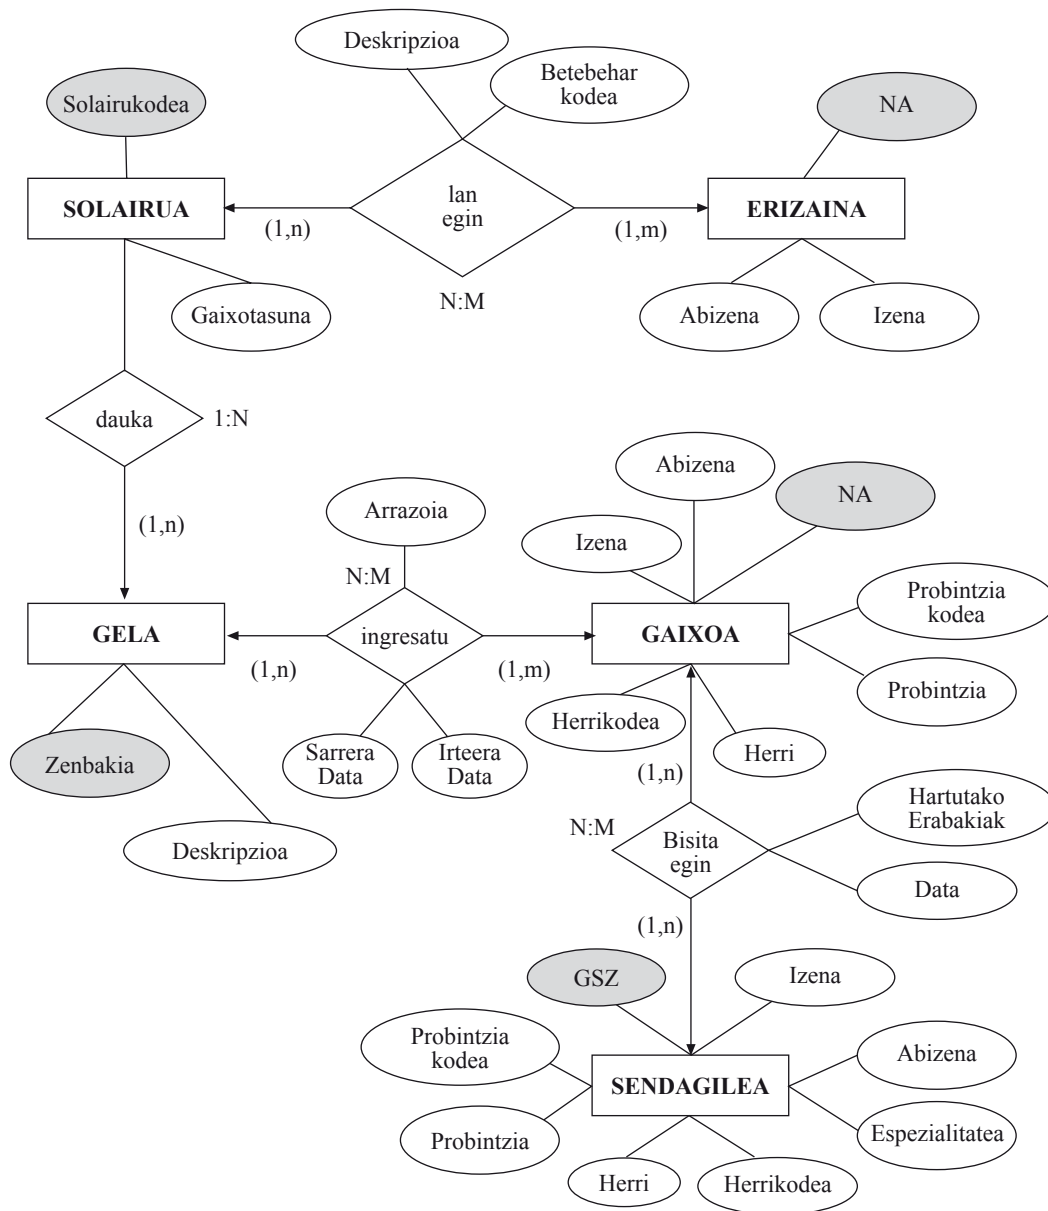 Deskripzioa
Betebehar
kodea
Solairukodea
NA
SOLAIRUA
lan
egin
ERIZAINA
(1,n)
(1,m)
N:M
Gaixotasuna
Abizena
Izena
dauka
1:N
(1,n)
Arrazoia
Abizena
NA
Izena
N:M
Probintzia
kodea
GELA
ingresatu
GAIXOA
(1,n)
(1,m)
Probintzia
Herrikodea
Herri
Zenbakia
Sarrera
Data
Irteera
Data
(1,n)
Hartutako
Erabakiak
N:M
Bisita
egin
Deskripzioa
Data
(1,n)
GSZ
Izena
Probintzia
kodea
Abizena
SENDAGILEA
Probintzia
Espezialitatea
Herri
Herrikodea